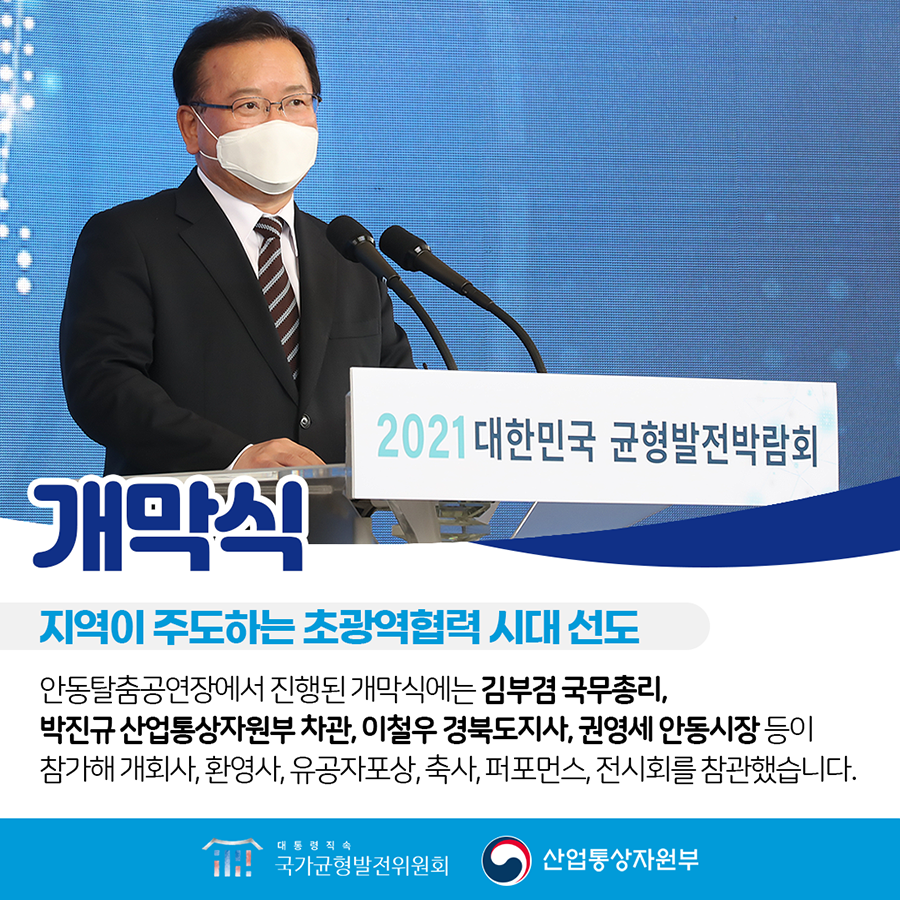 2021 대한민국 균형발전박람회
개막식
지역이 주도하는 초광역협력 시대 선도
안동탈춤공연장에서 진행된 개막식에는 김부겸 국무총리,
박진규 산업통상자원부 차관, 이철우 경북도지사, 권영세 안동시장 등이
참가해 개회사, 환영사, 유공자포상, 축사, 퍼포먼스, 전시회를 참관했습니다.
대통령직속
국가균형발전위원회
산업통상자원부